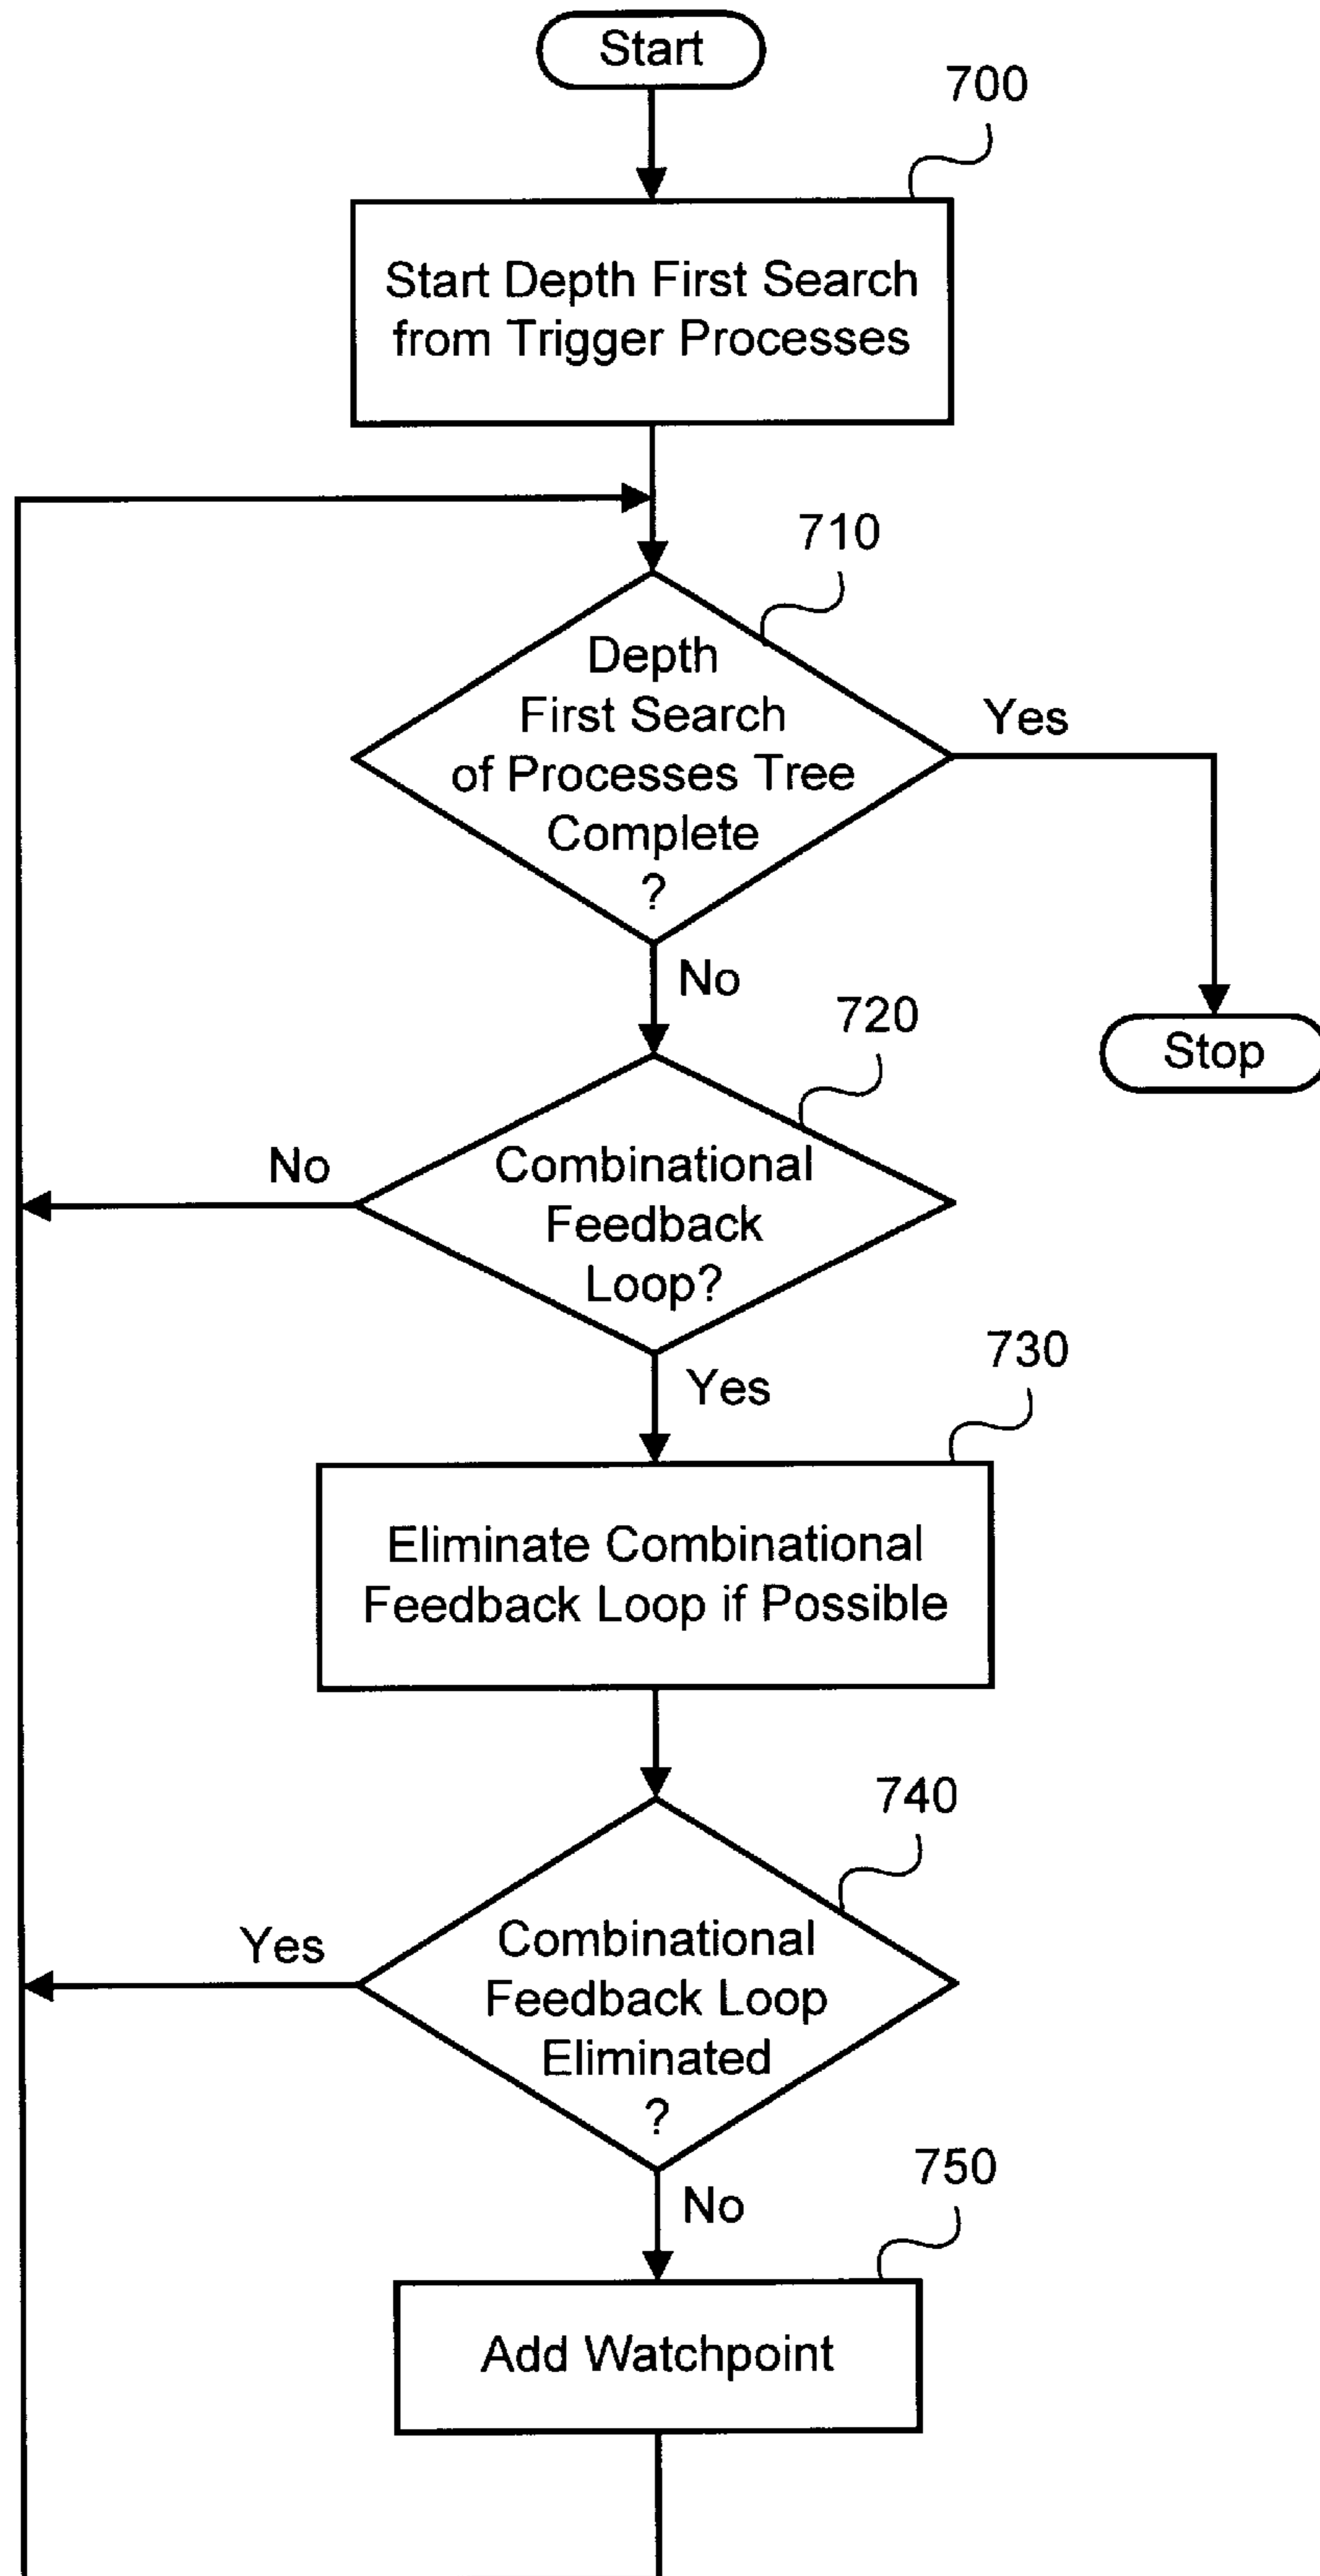 Start
700
Start Depth First Search
from Trigger Processes
710
Depth
First Search
of Processes Tree
Complete
?
Yes
No
720
Stop
No
Combinational
Feedback
Loop?
Yes
730
Eliminate Combinational
Feedback Loop if Possible
740
Yes
Combinational
Feedback Loop
Eliminated
?
No
750
Add Watchpoint